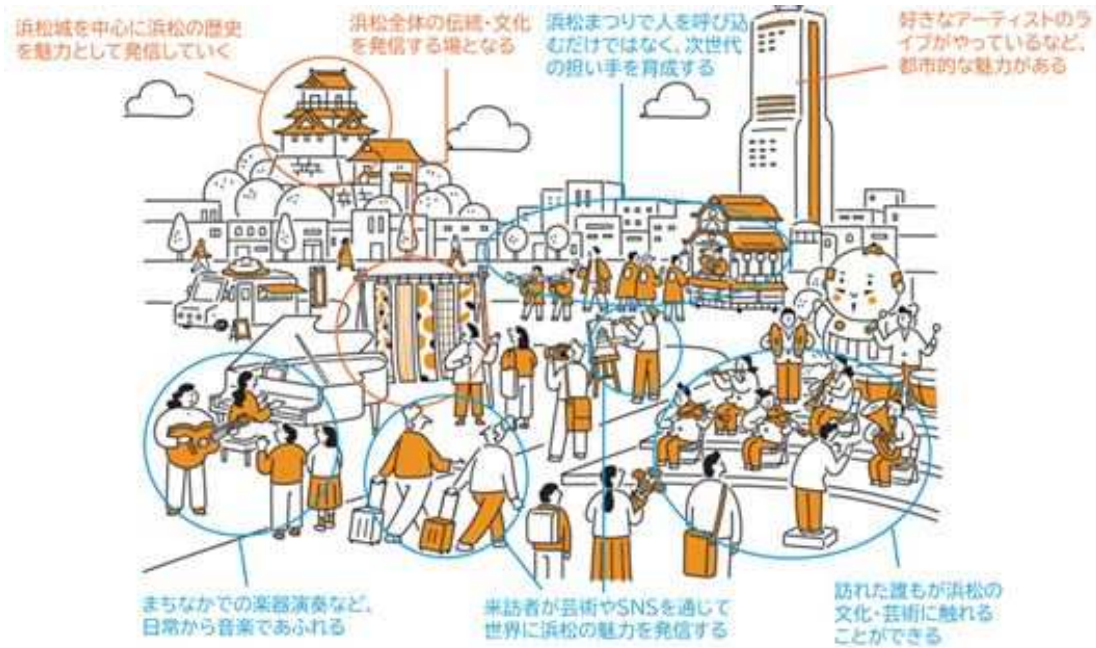 浜松城を中心に浜松の歴史
を魅力として発信していく
浜松全体の伝統・文化
を発信する場となる
浜松まつりで人を呼び込
むだけではなく、次世代
の担い手を育成する
好きなアーティストのラ
イブがやっているなど、
都市的な魅力がある
まちなかでの楽器演奏など、
日常から音楽であふれる
来訪者が芸術やSNSを通じて
世界に浜松の魅力を発信する
訪れた誰もが浜松の
文化・芸術に触れる
ことができる